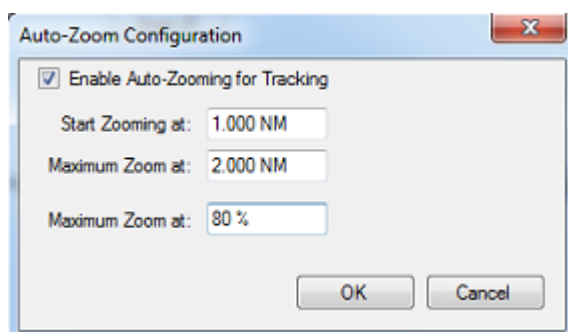 Auto-Zoom Configuration
Enable Auto-Zooming for Tracking
Start Zooming at: 1.000 NM
Maximum Zoom at: 2.000 NM
Maximum Zoom at: 80 %
OK Cancel